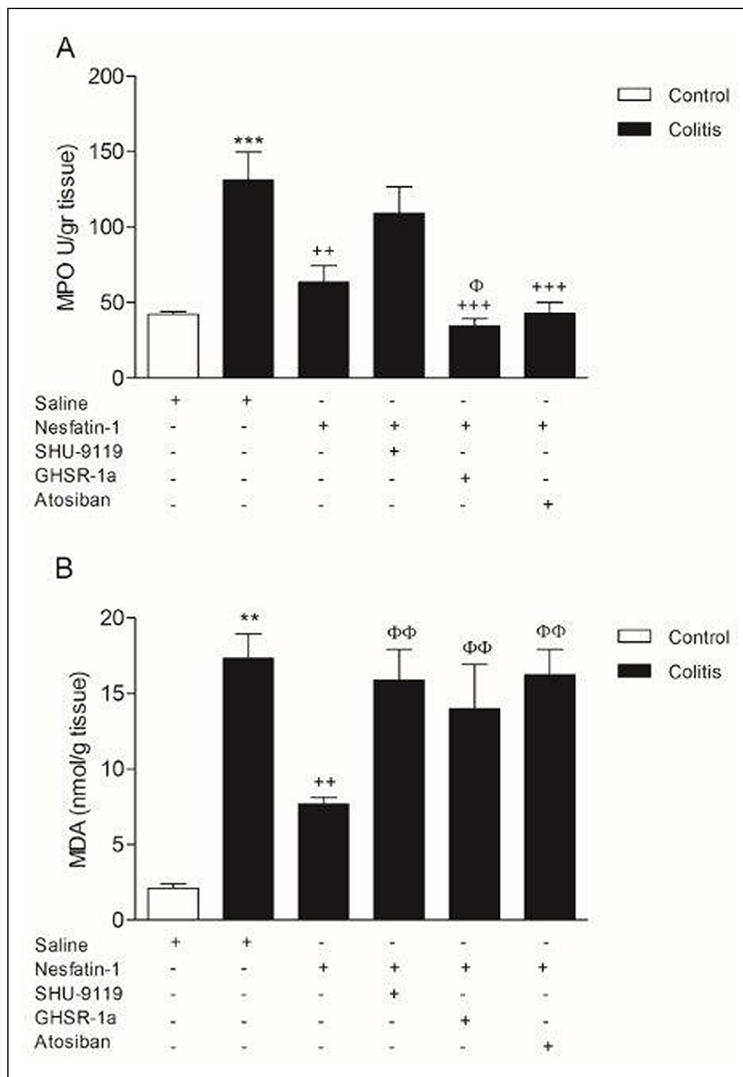 A
200
150
100
50
0
MPO U/gr tissue
***
++
Φ
+++
+++
Control
Colitis
Saline + + - - - -
Nesfatin-1 - - + + + +
SHU-9119 - - - + - -
GHSR-1a - - - - + -
Atosiban - - - - - +
B
20
15
10
5
0
MDA (nmol/g tissue)
**
++
ΦΦ
ΦΦ
ΦΦ
Control
Colitis
Saline + + - - - -
Nesfatin-1 - - + + + +
SHU-9119 - - - + - -
GHSR-1a - - - - + -
Atosiban - - - - - +